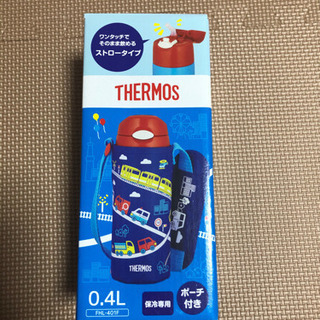 ワンタッチで
そのまま飲める
ストロータイプ
THERMOS
THERMOS
0.4L
FHL-401F
保冷専用
ポーチ
付き